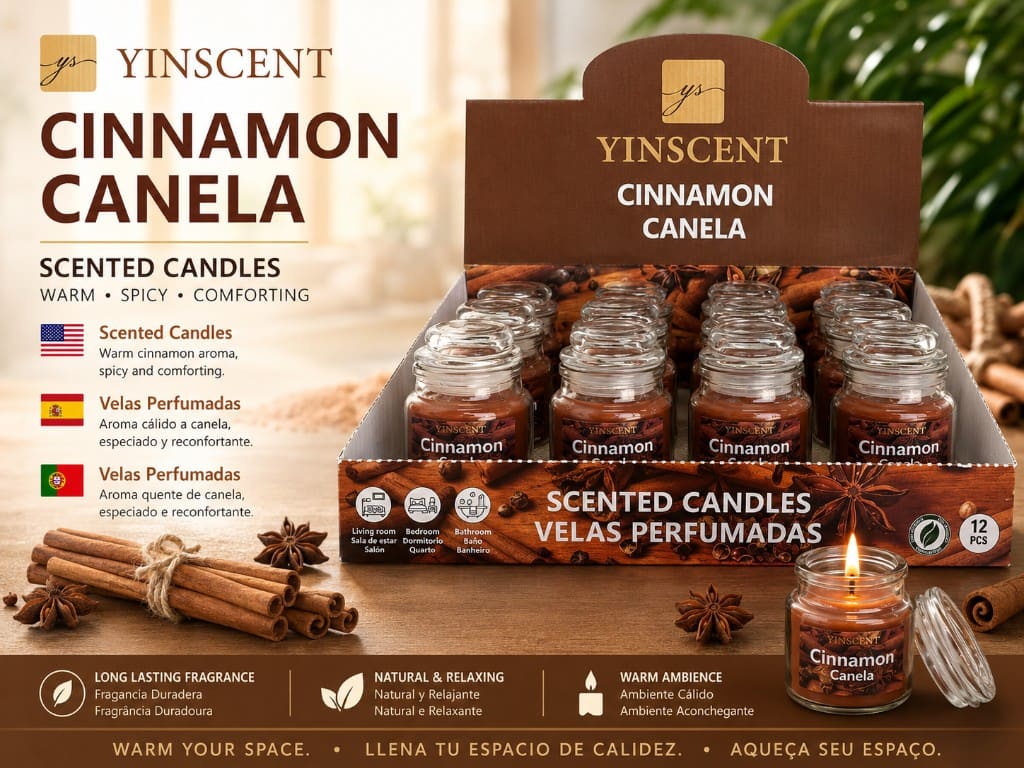 ys YINSCENT
CINNAMON
CANELA
SCENTED CANDLES
WARM • SPICY • COMFORTING
Scented Candles
Warm cinnamon aroma,
spicy and comforting.
Velas Perfumadas
Aroma cálido a canela,
especiado y reconfortante.
Velas Perfumadas
Aroma quente de canela,
especiado e reconfortante.
ys
YINSCENT
CINNAMON
CANELA
YINSCENT
Cinnamon
YINSCENT
Cinnamon
YINSCENT
Cinnamon
YINSCENT
Cinnamon
Living room
Sala de estar
Salón
Bedroom
Dormitorio
Quarto
Bathroom
Baño
Banheiro
SCENTED CANDLES
VELAS PERFUMADAS
12
PCS
YINSCENT
Cinnamon
Canela
LONG LASTING FRAGRANCE
Fragancia Duradera
Fragrância Duradoura
NATURAL & RELAXING
Natural y Relajante
Natural e Relaxante
WARM AMBIENCE
Ambiente Cálido
Ambiente Aconchegante
WARM YOUR SPACE. • LLENA TU ESPACIO DE CALIDEZ. • AQUEÇA SEU ESPAÇO.